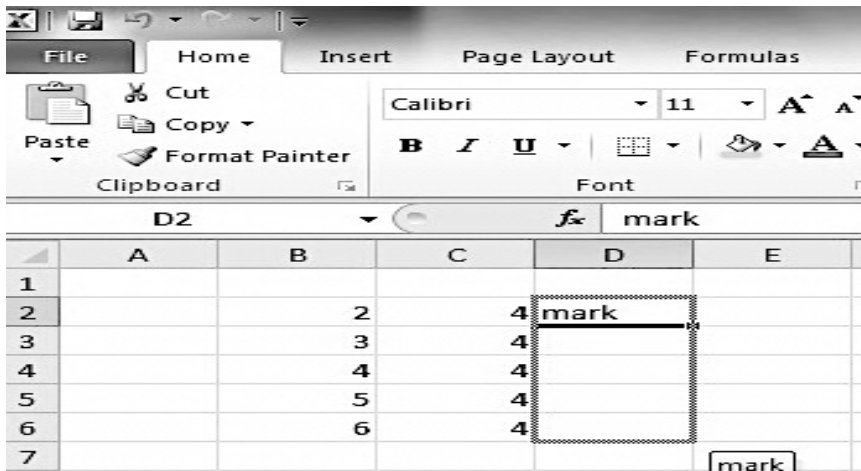 File Home Insert Page Layout Formulas
Cut
Copy
Paste
Format Painter
Clipboard
Calibri 11 A A
B I U A
Font
D2 fx mark
A B C D E
1
2 2 4 mark
3 3 4
4 4 4
5 5 4
6 6 4
7
mark